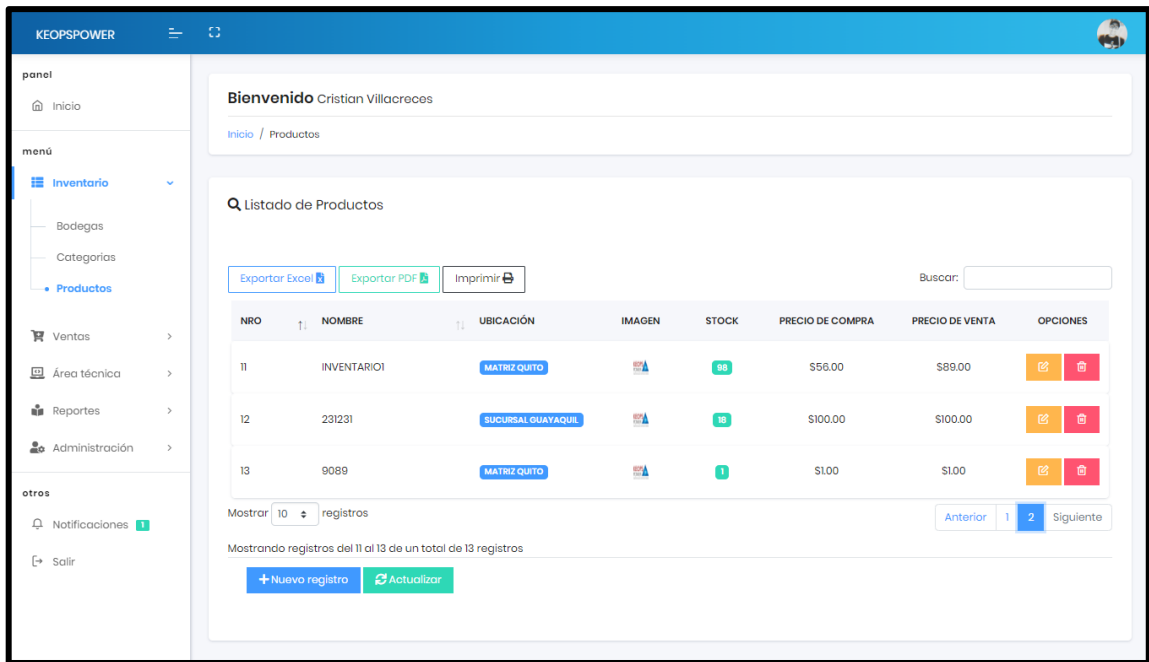 KEOPSPOWER
panel
Inicio
menú
Inventario
Bodegas
Categorias
Productos
Ventas
Área técnica
Reportes
Administración
otros
Notificaciones 1
Salir
Bienvenido Cristian Villacreces
Inicio / Productos
Listado de Productos
Exportar Excel Exportar PDF Imprimir Buscar:
NRO NOMBRE UBICACIÓN IMAGEN STOCK PRECIO DE COMPRA PRECIO DE VENTA OPCIONES
11 INVENTARIO1 MATRIZ QUITO 98 $56.00 $89.00
12 231231 SUCURSAL GUAYAQUIL 18 $100.00 $100.00
13 9089 MATRIZ QUITO 1 $1.00 $1.00
Mostrar 10 registros Anterior 1 2 Siguiente
Mostrando registros del 11 al 13 de un total de 13 registros
+Nuevo registro Actualizar